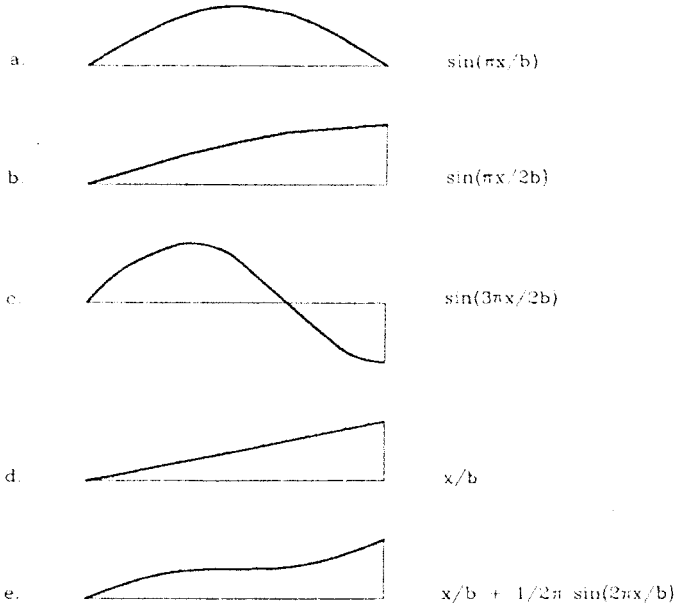 a. sin(πx/b)
b. sin(πx/2b)
c. sin(3πx/2b)
d. x/b
e. x/b + 1/2π sin(2πx/b)